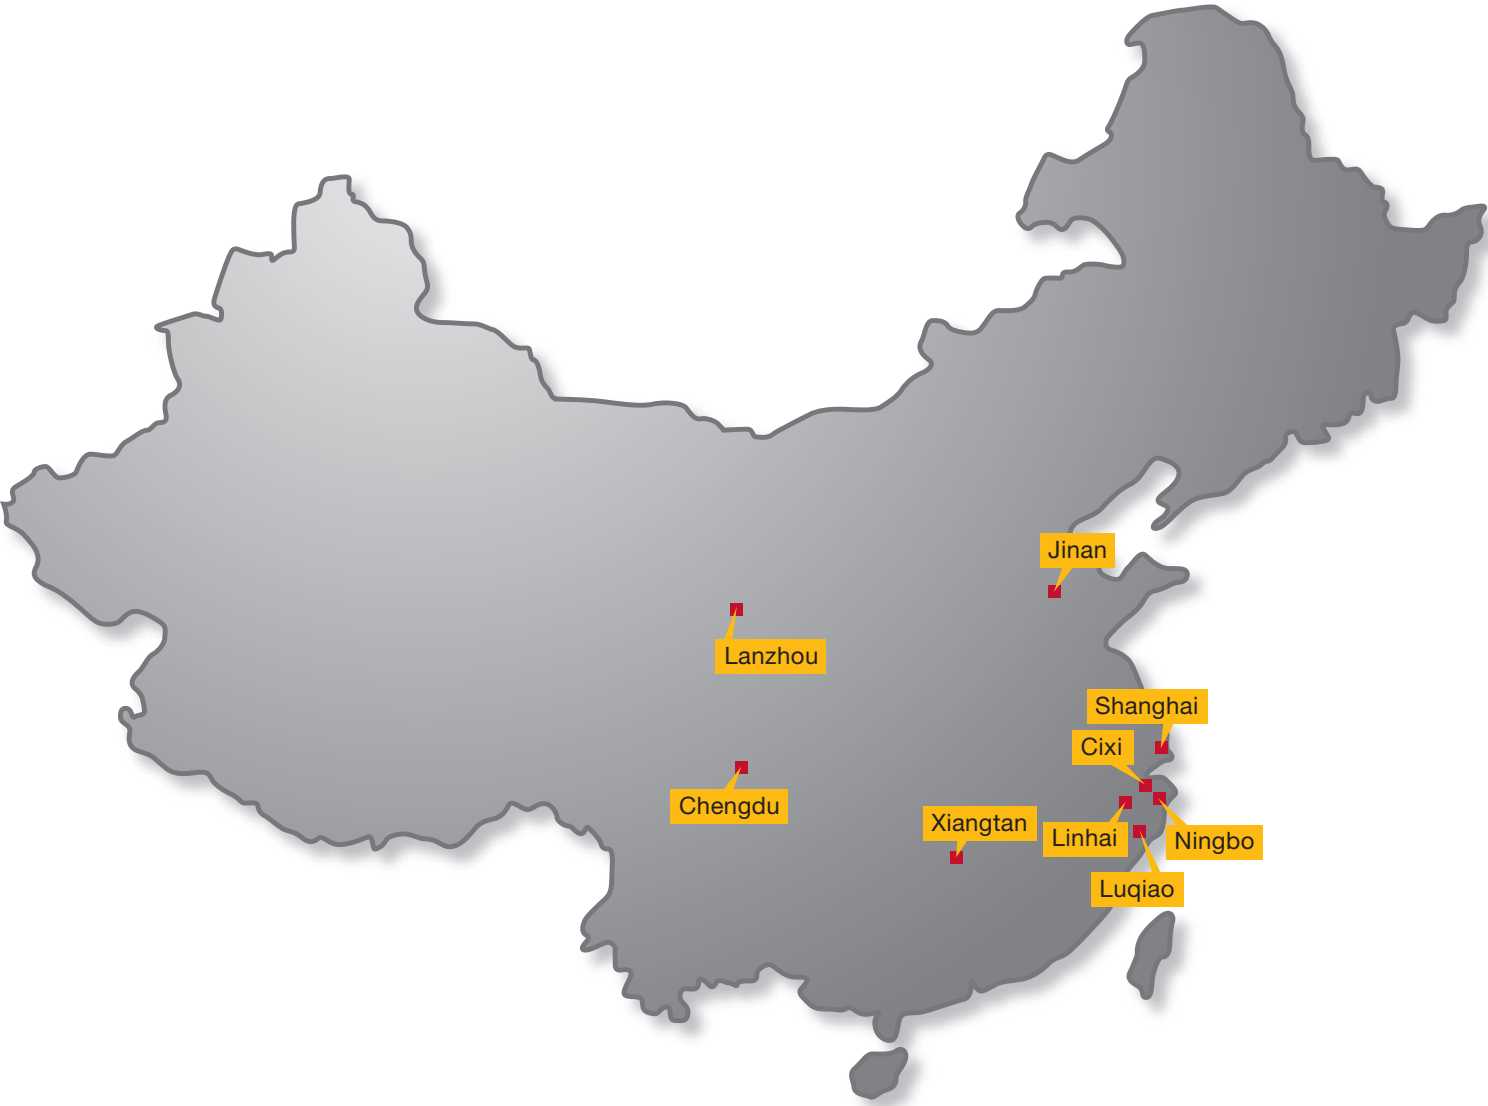 Jinan
Lanzhou
Shanghai
Cixi
Chengdu
Xiangtan
Linhai
Ningbo
Luqiao